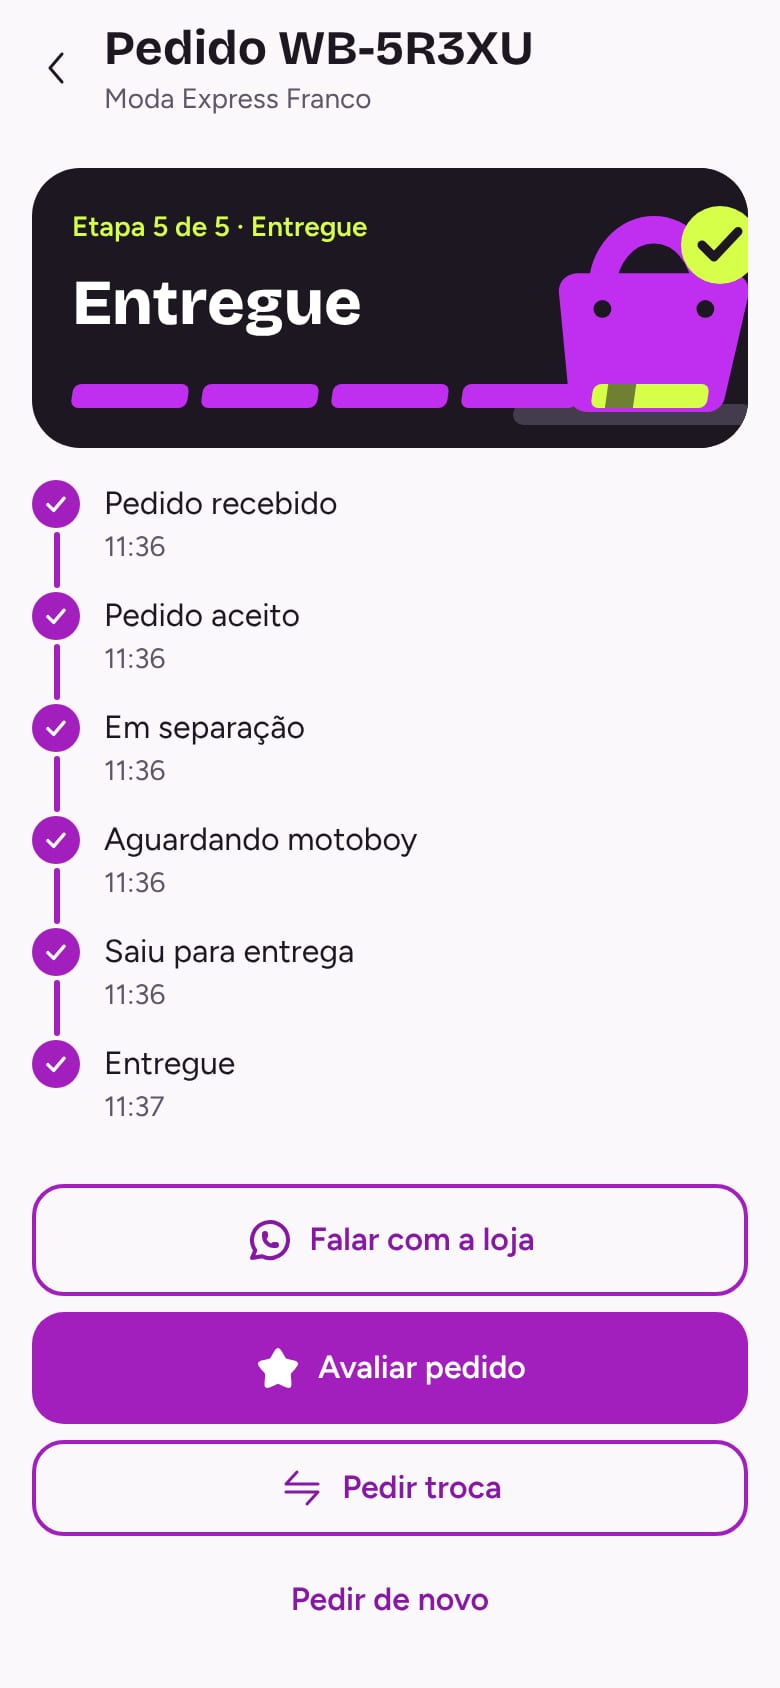 Pedido WB-5R3XU
Moda Express Franco
Etapa 5 de 5 · Entregue
Entregue
Pedido recebido
11:36
Pedido aceito
11:36
Em separação
11:36
Aguardando motoboy
11:36
Saiu para entrega
11:36
Entregue
11:37
Falar com a loja
Avaliar pedido
Pedir troca
Pedir de novo